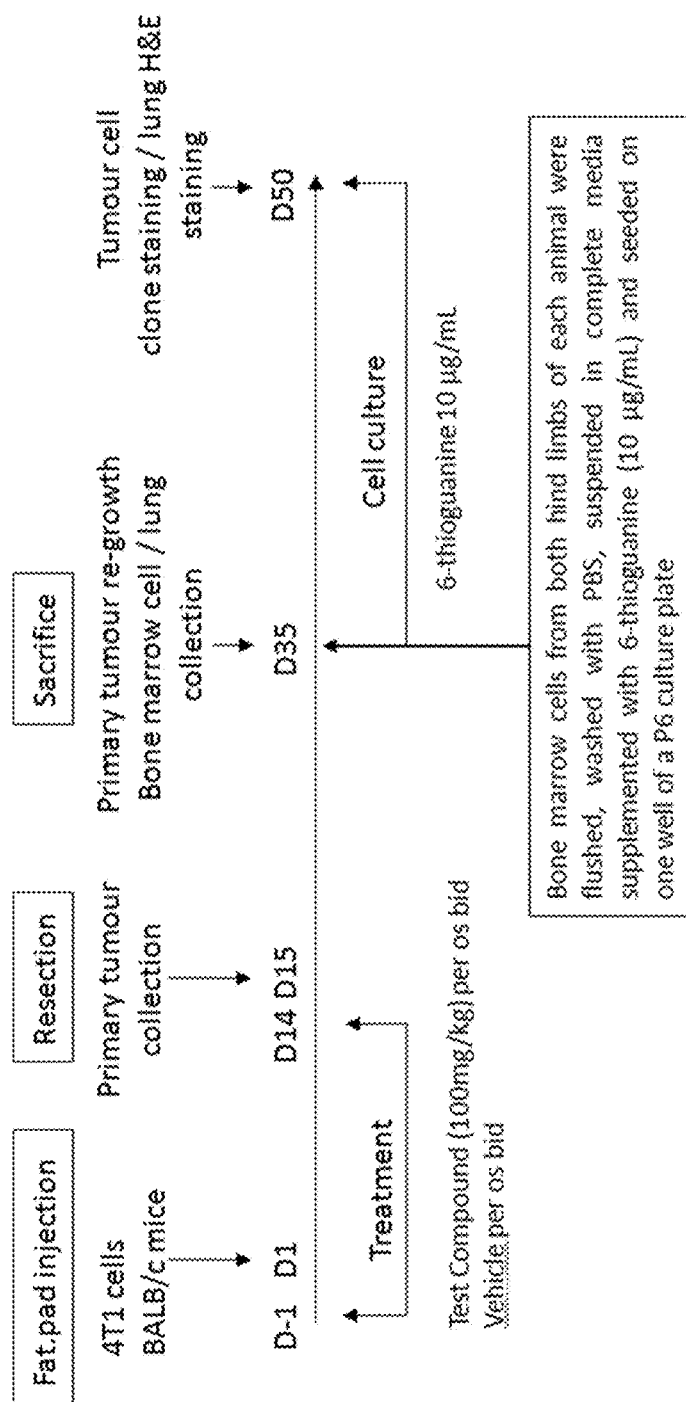 Fat.pad injection
4T1 cells
BALB/c mice
D-1 D1
Treatment
Test Compound (100mg/kg) per os bid
Vehicle per os bid
Resection
Primary tumour
collection
D14 D15
Sacrifice
Primary tumour re-growth
Bone marrow cell / lung
collection
D35
Cell culture
6-thioguanine 10 µg/mL
Tumour cell
clone staining / lung H&E
staining
D50
Bone marrow cells from both hind limbs of each animal were
flushed, washed with PBS, suspended in complete media
supplemented with 6-thioguanine (10 µg/mL) and seeded on
one well of a P6 culture plate